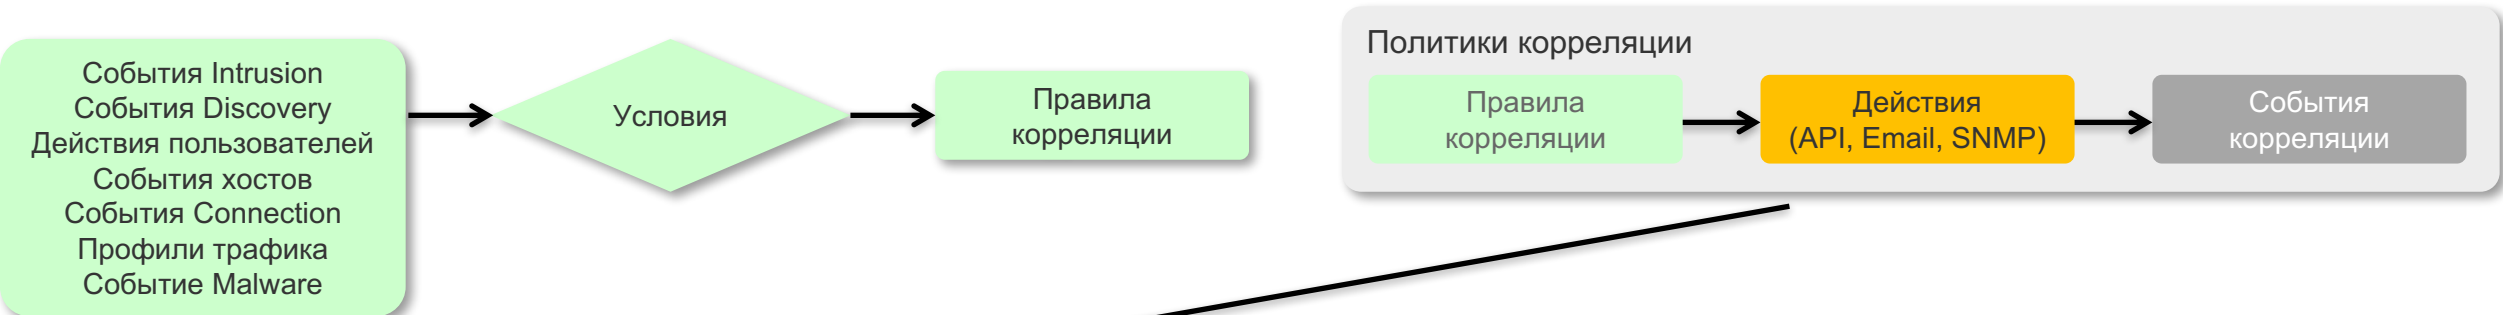 События Intrusion
События Discovery
Действия пользователей
События хостов
События Connection
Профили трафика
Событие Malware
Условия
Правила
корреляции
Политики корреляции
Правила
корреляции
Действия
(API, Email, SNMP)
События
корреляции